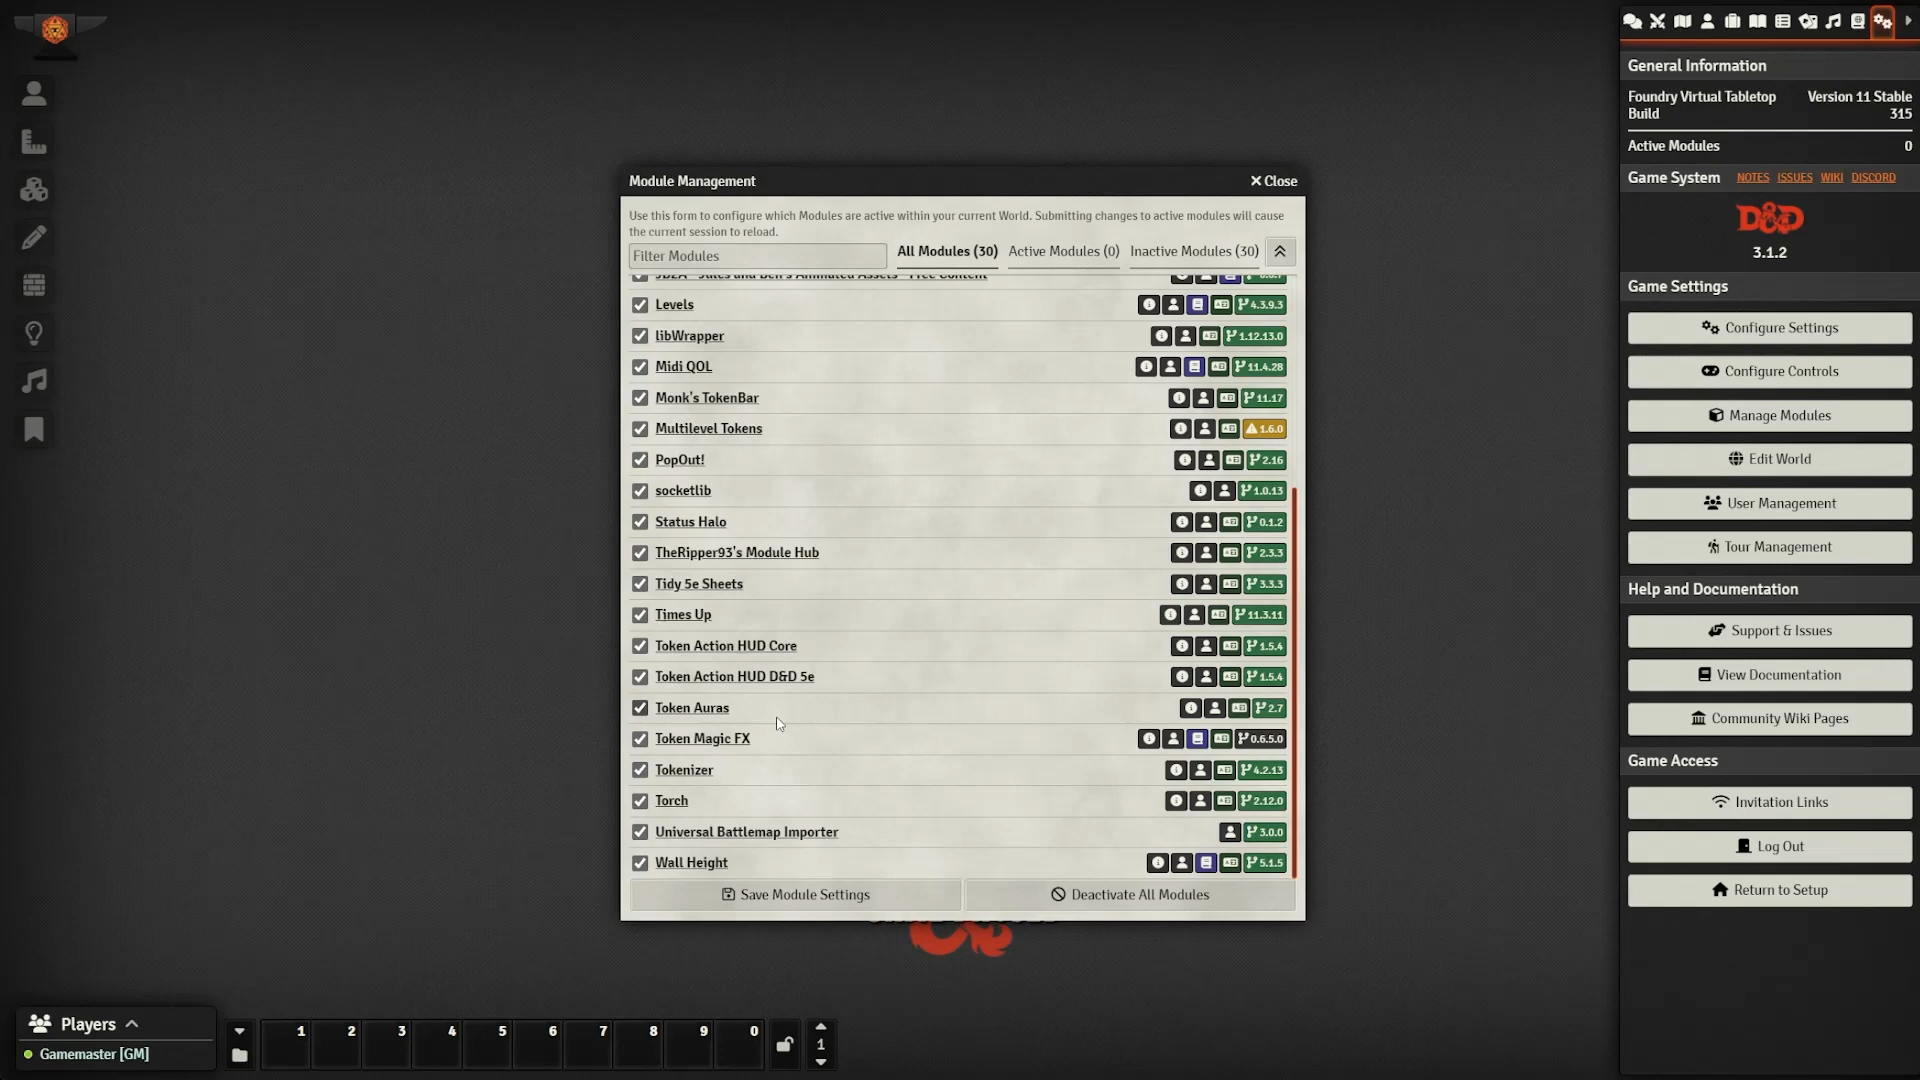 General Information
Foundry Virtual Tabletop
Build
Version 11 Stable
315
Active Modules 0
Game System NOTES ISSUES WIKI DISCORD
D&D
3.1.2
Game Settings
Configure Settings
Configure Controls
Manage Modules
Edit World
User Management
Tour Management
Help and Documentation
Support & Issues
View Documentation
Community Wiki Pages
Game Access
Invitation Links
Log Out
Return to Setup
Module Management
Close
Use this form to configure which Modules are active within your current World. Submitting changes to active modules will cause
the current session to reload.
Filter Modules
All Modules (30) Active Modules (0) Inactive Modules (30)
JB2A - Jules and Ben's Animated Assets - Free Content
Levels 4.3.9.3
libWrapper 1.12.13.0
Midi QOL 11.4.28
Monk's TokenBar 11.17
Multilevel Tokens 1.6.0
PopOut! 2.16
socketlib 1.0.13
Status Halo 0.1.2
TheRipper93's Module Hub 2.3.3
Tidy 5e Sheets 3.3.3
Times Up 11.3.11
Token Action HUD Core 1.5.4
Token Action HUD D&D 5e 1.5.4
Token Auras 2.7
Token Magic FX 0.6.5.0
Tokenizer 4.2.13
Torch 2.12.0
Universal Battlemap Importer 3.0.0
Wall Height 5.1.5
Save Module Settings
Deactivate All Modules
Players
Gamemaster [GM]
1 2 3 4 5 6 7 8 9 0
1